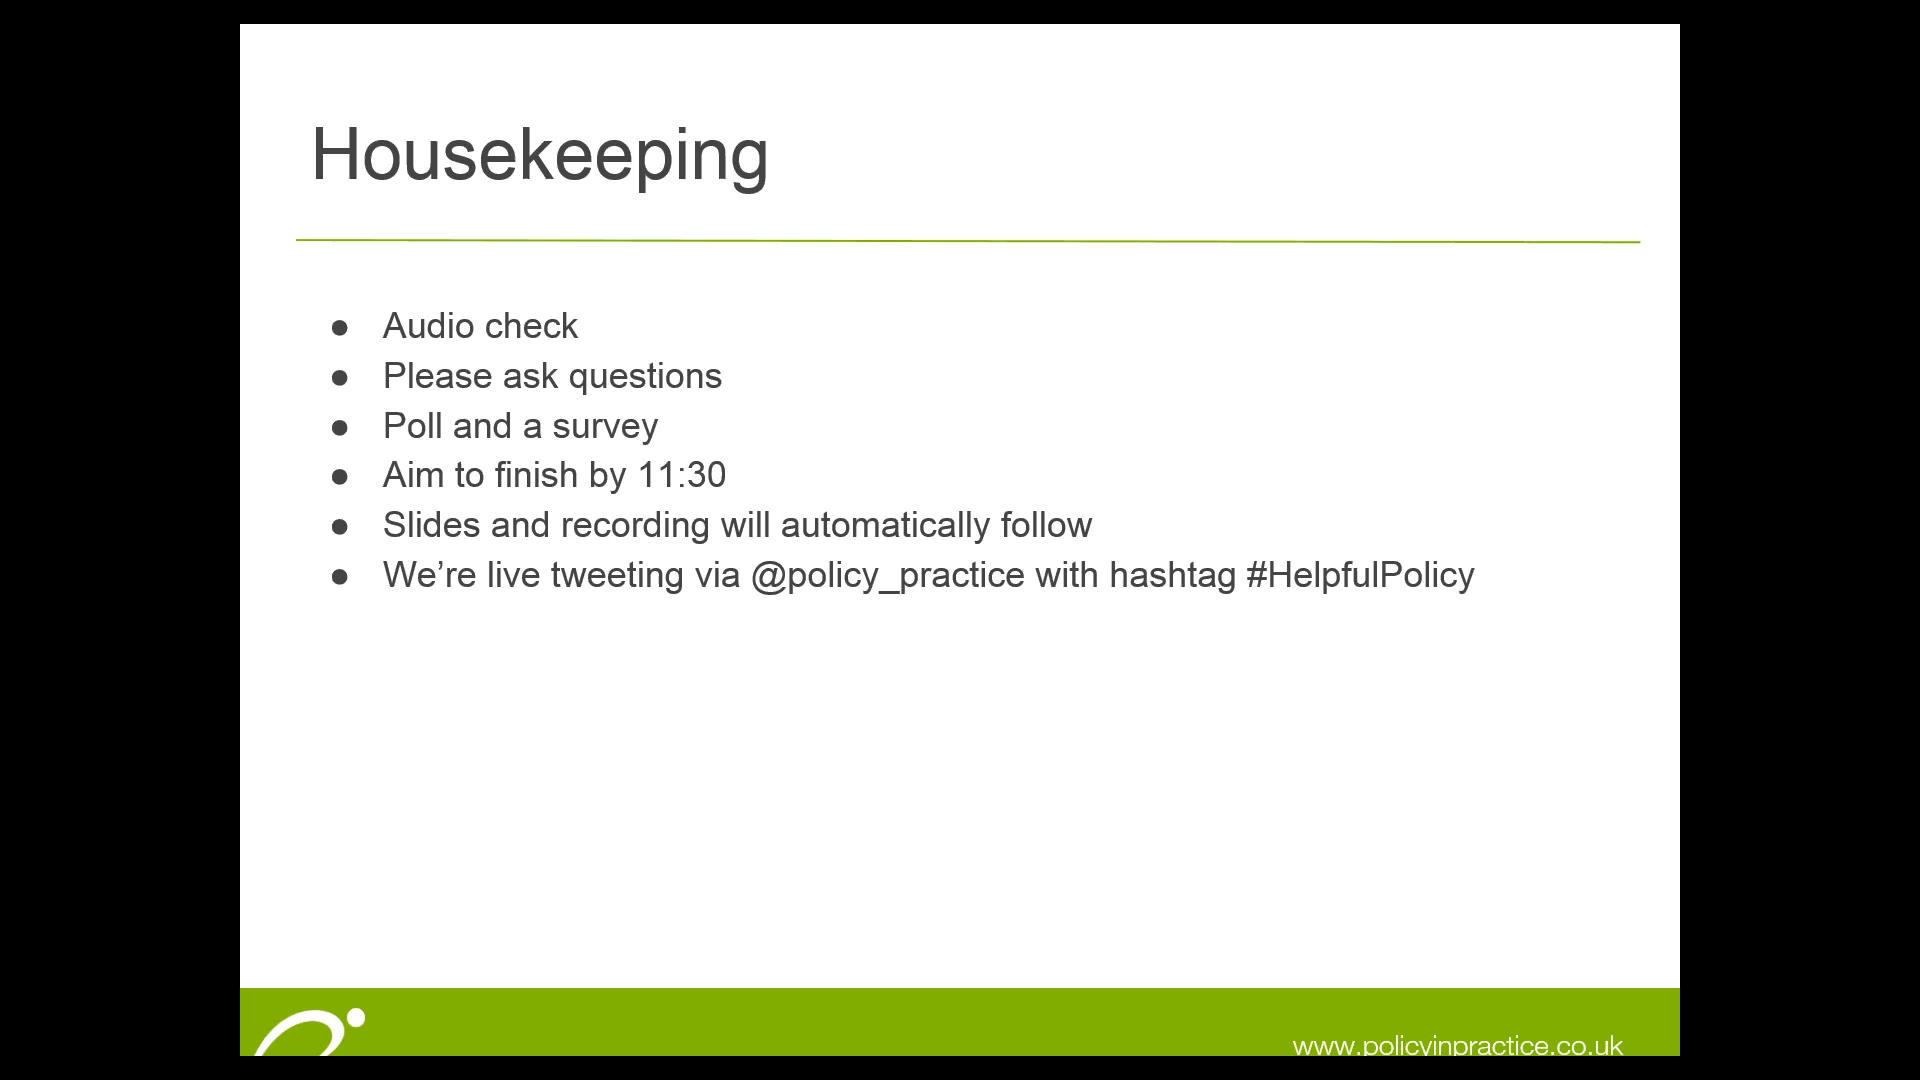 Housekeeping
● Audio check
● Please ask questions
● Poll and a survey
● Aim to finish by 11:30
● Slides and recording will automatically follow
● We’re live tweeting via @policy_practice with hashtag #HelpfulPolicy
www.policyinpractice.co.uk